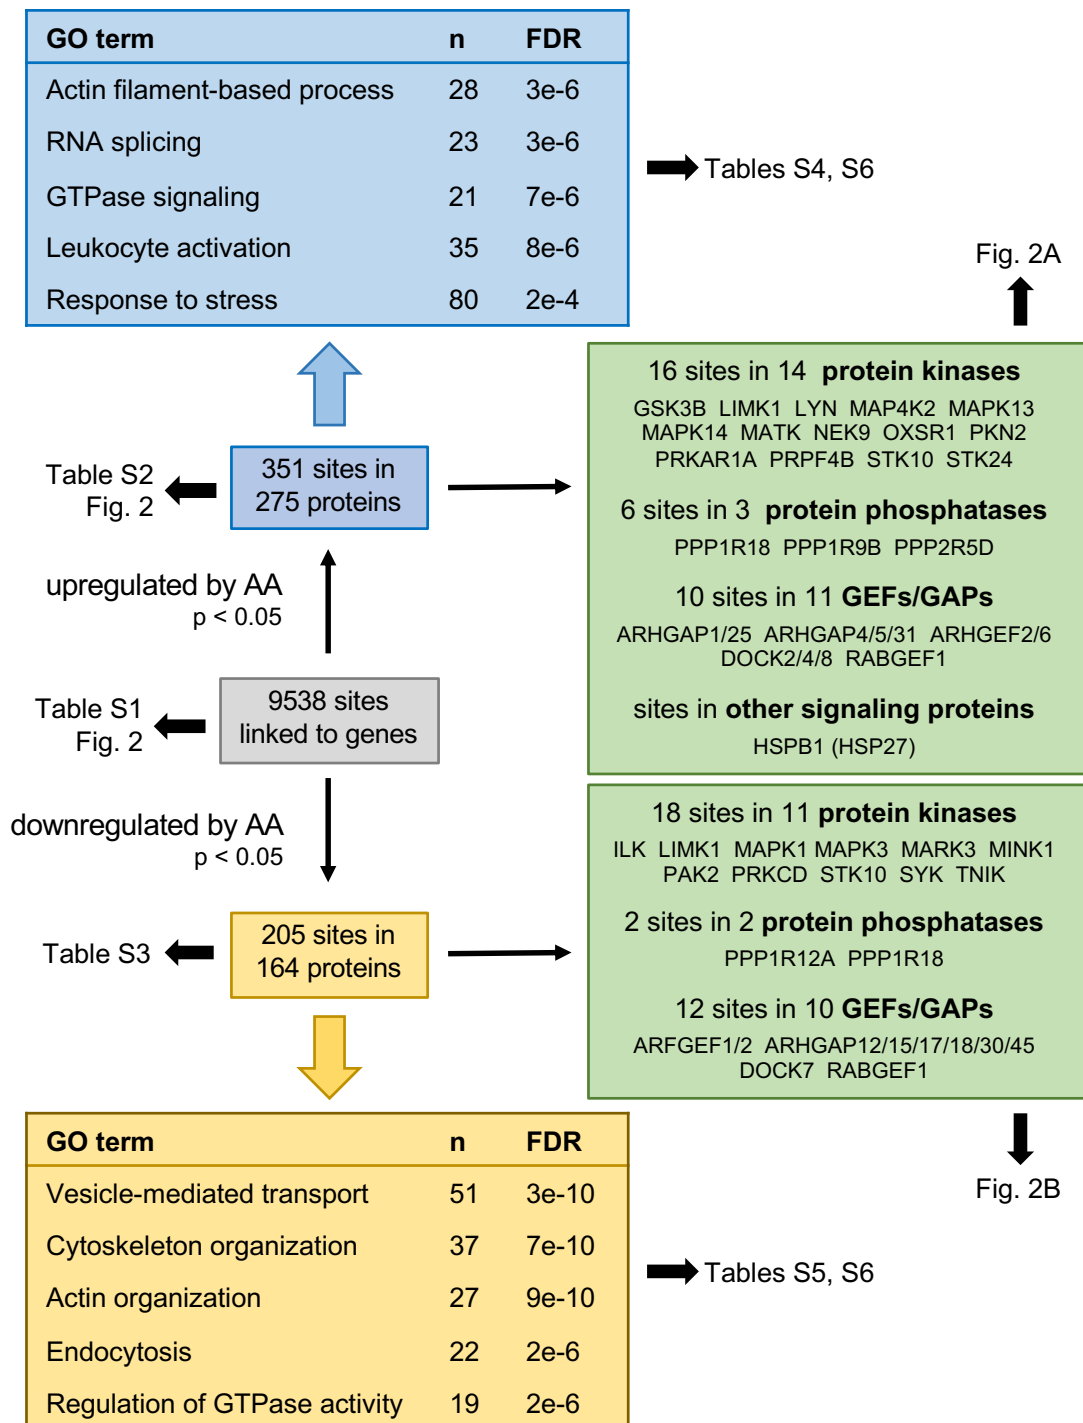 GO term n FDR
Actin filament-based process 28 3e-6
RNA splicing 23 3e-6
GTPase signaling 21 7e-6
Leukocyte activation 35 8e-6
Response to stress 80 2e-4
Tables S4, S6
Fig. 2A
16 sites in 14 protein kinases
GSK3B LIMK1 LYN MAP4K2 MAPK13
MAPK14 MATK NEK9 OXSR1 PKN2
PRKAR1A PRPF4B STK10 STK24
6 sites in 3 protein phosphatases
PPP1R18 PPP1R9B PPP2R5D
10 sites in 11 GEFs/GAPs
ARHGAP1/25 ARHGAP4/5/31 ARHGEF2/6
DOCK2/4/8 RABGEF1
sites in other signaling proteins
HSPB1 (HSP27)
Table S2
Fig. 2
351 sites in
275 proteins
upregulated by AA
p < 0.05
Table S1
Fig. 2
9538 sites
linked to genes
downregulated by AA
p < 0.05
Table S3
205 sites in
164 proteins
18 sites in 11 protein kinases
ILK LIMK1 MAPK1 MAPK3 MARK3 MINK1
PAK2 PRKCD STK10 SYK TNIK
2 sites in 2 protein phosphatases
PPP1R12A PPP1R18
12 sites in 10 GEFs/GAPs
ARFGEF1/2 ARHGAP12/15/17/18/30/45
DOCK7 RABGEF1
Fig. 2B
GO term n FDR
Vesicle-mediated transport 51 3e-10
Cytoskeleton organization 37 7e-10
Actin organization 27 9e-10
Endocytosis 22 2e-6
Regulation of GTPase activity 19 2e-6
Tables S5, S6